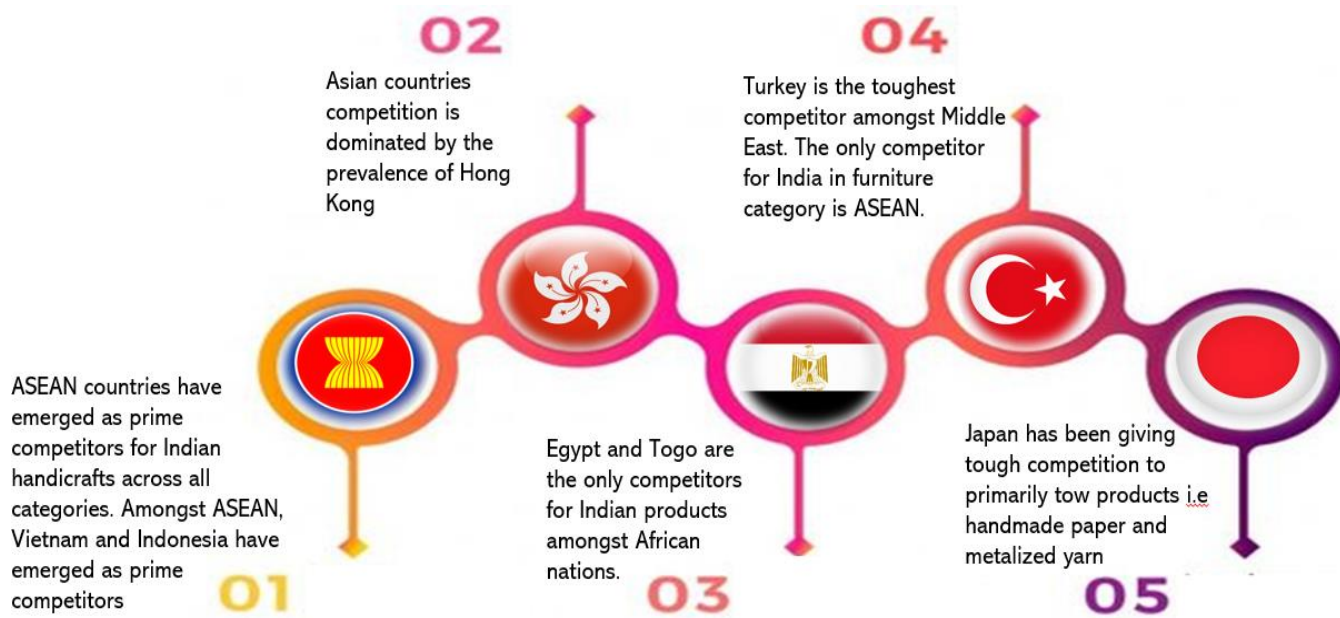 01
ASEAN countries have
emerged as prime
competitors for Indian
handicrafts across all
categories. Amongst ASEAN,
Vietnam and Indonesia have
emerged as prime
competitors
02
Asian countries
competition is
dominated by the
prevalence of Hong
Kong
03
Egypt and Togo are
the only competitors
for Indian products
amongst African
nations.
04
Turkey is the toughest
competitor amongst Middle
East. The only competitor
for India in furniture
category is ASEAN.
05
Japan has been giving
tough competition to
primarily tow products i.e
handmade paper and
metalized yarn